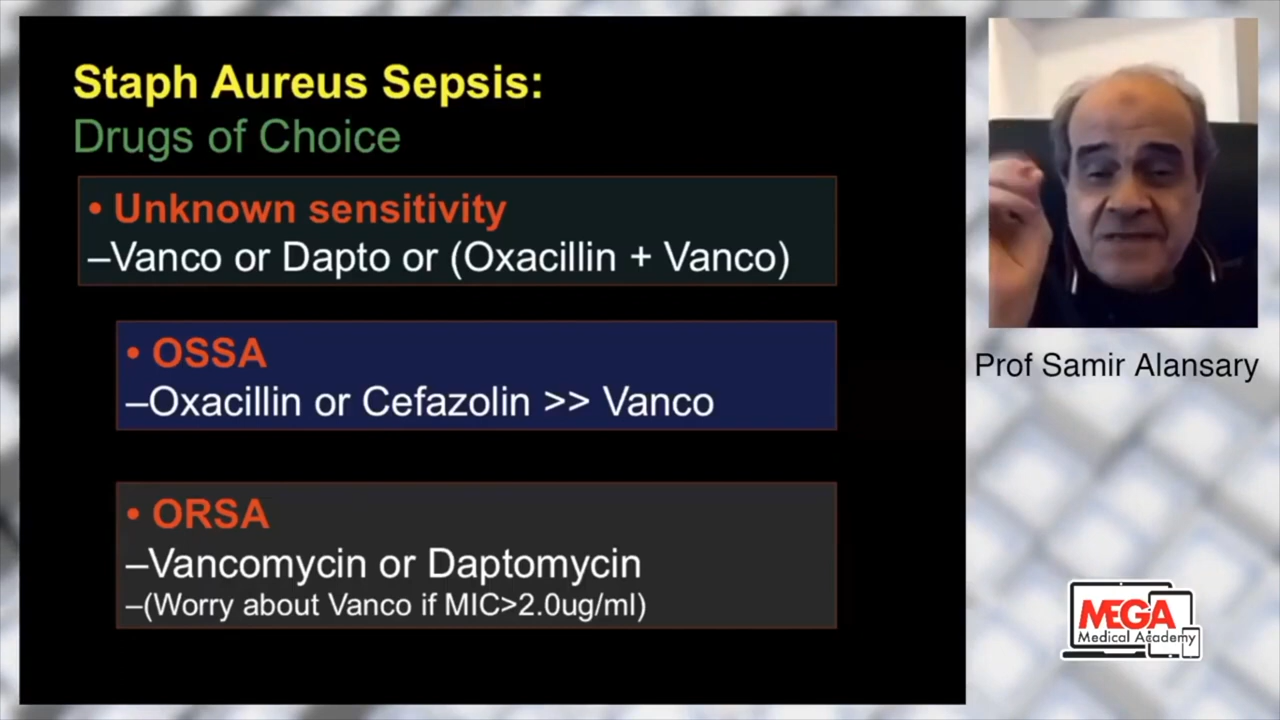 Staph Aureus Sepsis:
Drugs of Choice
• Unknown sensitivity
–Vanco or Dapto or (Oxacillin + Vanco)
• OSSA
–Oxacillin or Cefazolin >> Vanco
• ORSA
–Vancomycin or Daptomycin
–(Worry about Vanco if MIC>2.0ug/ml)
Prof Samir Alansary
MEGA
Medical Academy